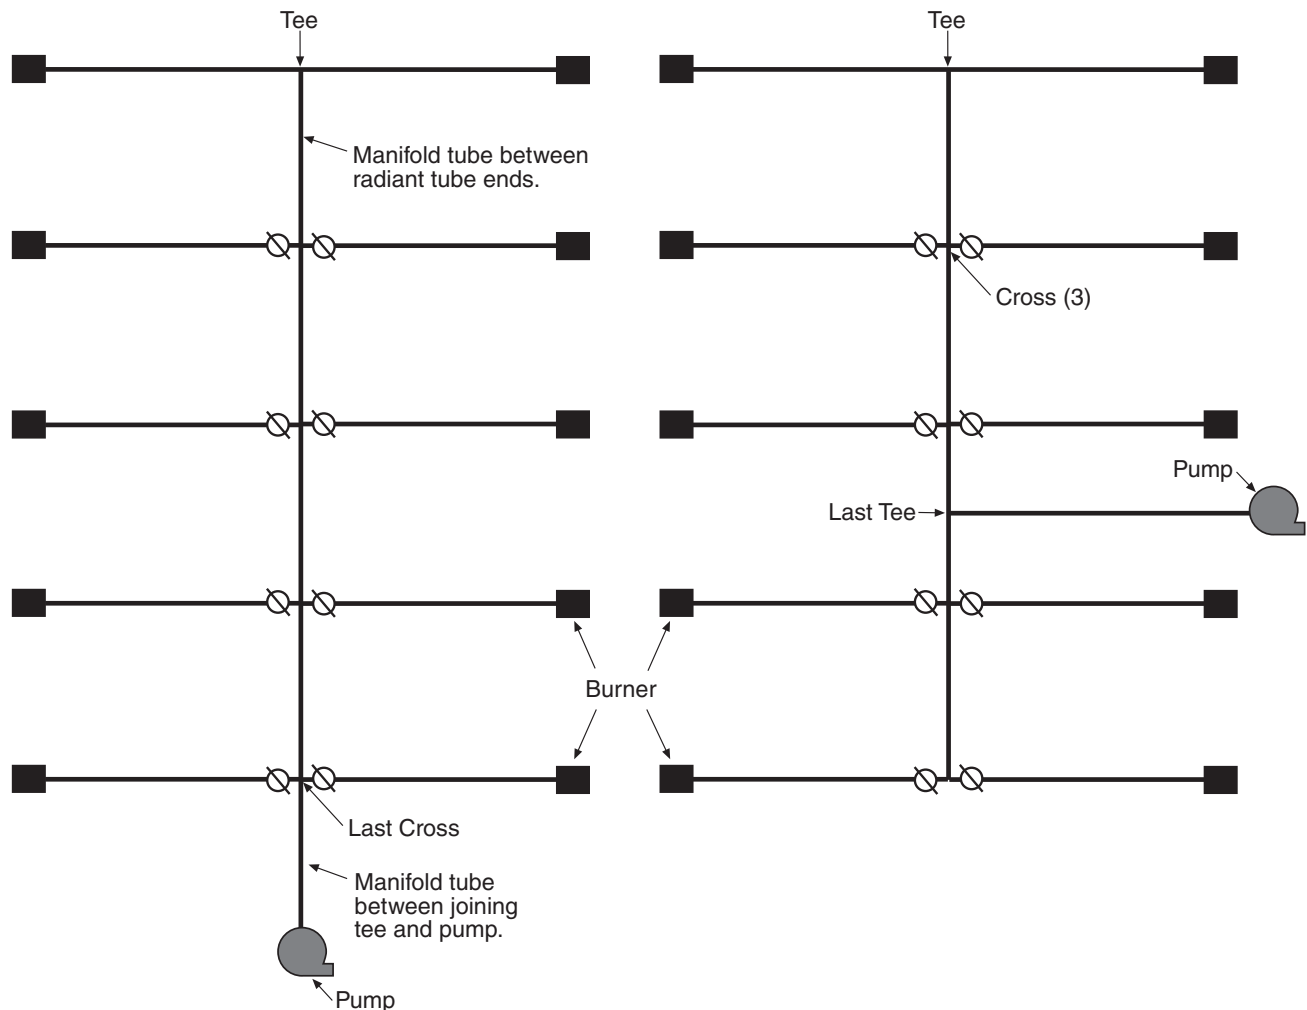 Tee
Tee
Manifold tube between
radiant tube ends.
Cross (3)
Pump
Last Tee
Burner
Last Cross
Manifold tube
between joining
tee and pump.
Pump